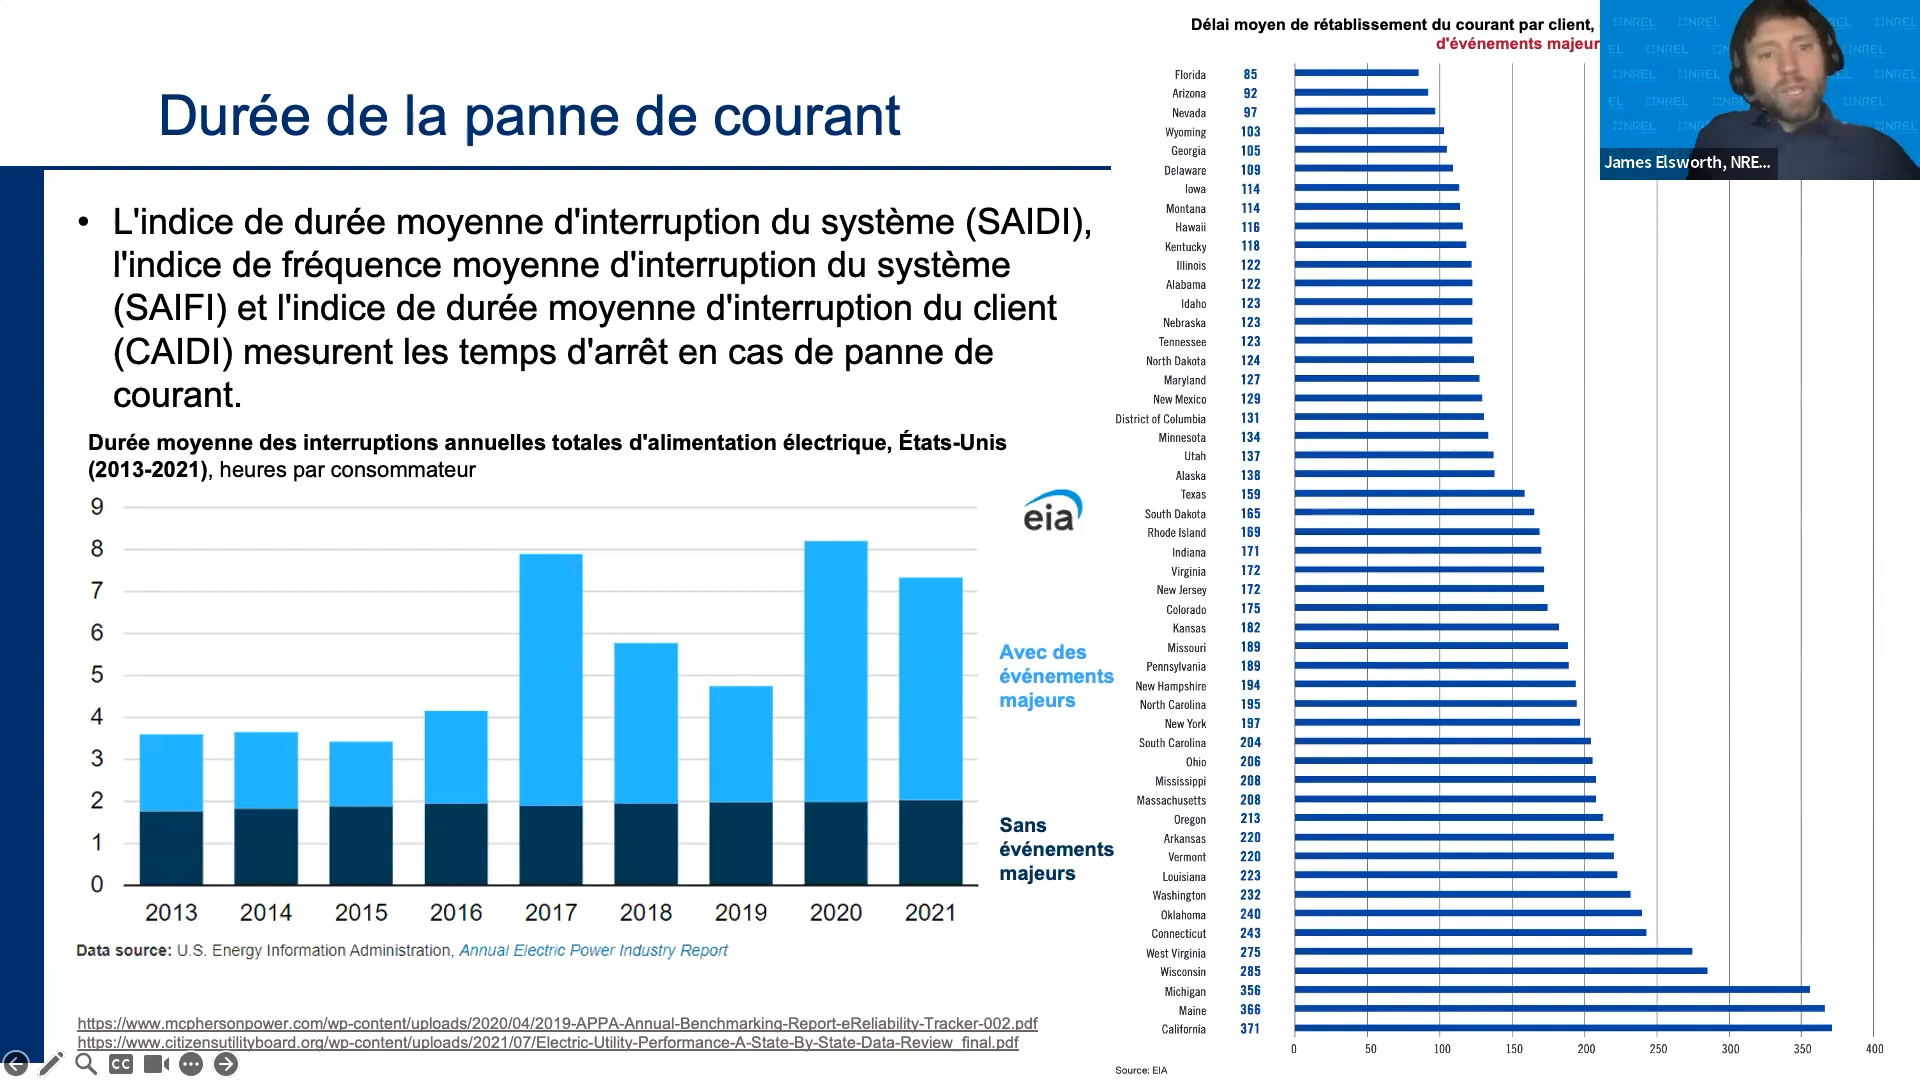 Durée de la panne de courant
• L'indice de durée moyenne d'interruption du système (SAIDI),
l'indice de fréquence moyenne d'interruption du système
(SAIFI) et l'indice de durée moyenne d'interruption du client
(CAIDI) mesurent les temps d'arrêt en cas de panne de
courant.
Durée moyenne des interruptions annuelles totales d'alimentation électrique, États-Unis
(2013-2021), heures par consommateur
9
8
7
6
5
4
3
2
1
0
2013 2014 2015 2016 2017 2018 2019 2020 2021
eia
Avec des
événements
majeurs
Sans
événements
majeurs
Data source: U.S. Energy Information Administration, Annual Electric Power Industry Report
https://www.mcphersonpower.com/wp-content/uploads/2020/04/2019-APPA-Annual-Benchmarking-Report-eReliability-Tracker-002.pdf
https://www.citizensutilityboard.org/wp-content/uploads/2021/07/Electric-Utility-Performance-A-State-By-State-Data-Review_final.pdf
CC
Délai moyen de rétablissement du courant par client,
d'événements majeur
Florida 85
Arizona 92
Nevada 97
Wyoming 103
Georgia 105
Delaware 109
Iowa 114
Montana 114
Hawaii 116
Kentucky 118
Illinois 122
Alabama 122
Idaho 123
Nebraska 123
Tennessee 123
North Dakota 124
Maryland 127
New Mexico 129
District of Columbia 131
Minnesota 134
Utah 137
Alaska 138
Texas 159
South Dakota 165
Rhode Island 169
Indiana 171
Virginia 172
New Jersey 172
Colorado 175
Kansas 182
Missouri 189
Pennsylvania 189
New Hampshire 194
North Carolina 195
New York 197
South Carolina 204
Ohio 206
Mississippi 208
Massachusetts 208
Oregon 213
Arkansas 220
Vermont 220
Louisiana 223
Washington 232
Oklahoma 240
Connecticut 243
West Virginia 275
Wisconsin 285
Michigan 356
Maine 366
California 371
0 50 100 150 200 250 300 350 400
Source: EIA
NREL
James Elsworth, NRE...